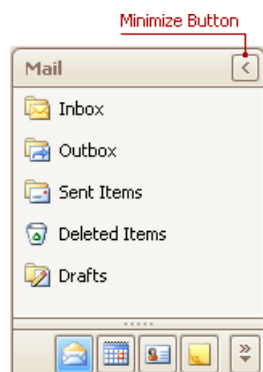 Minimize Button
Mail
Inbox
Outbox
Sent Items
Deleted Items
Drafts